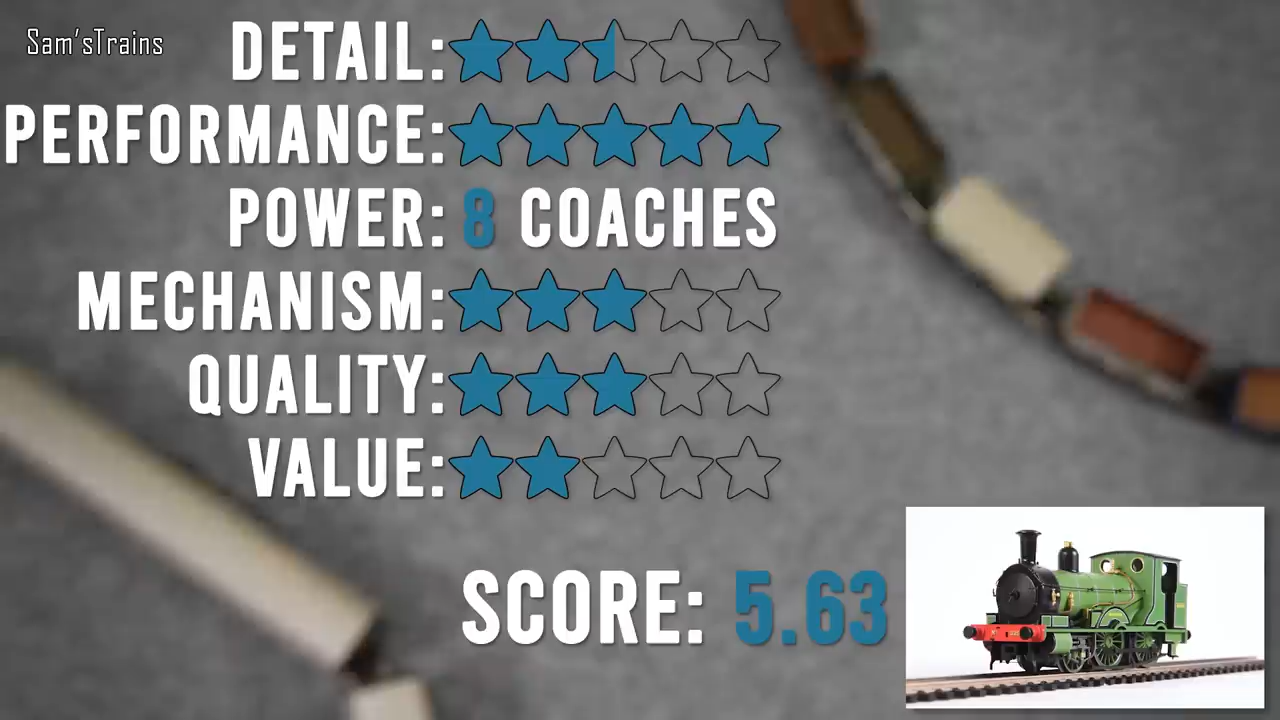 Sam'sTrains
DETAIL:
PERFORMANCE:
POWER: 8 COACHES
MECHANISM:
QUALITY:
VALUE:
SCORE: 5.63